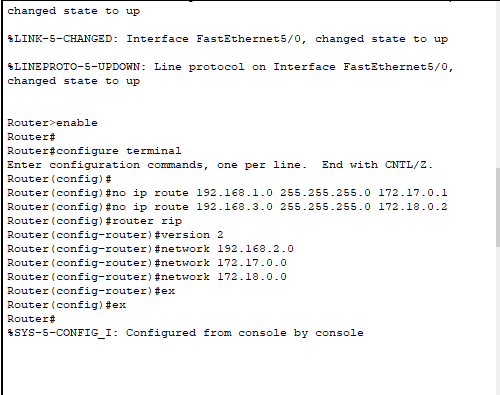 changed state to up
%LINK-5-CHANGED: Interface FastEthernet5/0, changed state to up
%LINEPROTO-5-UPDOWN: Line protocol on Interface FastEthernet5/0,
changed state to up
Router>enable
Router#
Router#configure terminal
Enter configuration commands, one per line.  End with CNTL/Z.
Router(config)#
Router(config)#no ip route 192.168.1.0 255.255.255.0 172.17.0.1
Router(config)#no ip route 192.168.3.0 255.255.255.0 172.18.0.2
Router(config)#router rip
Router(config-router)#version 2
Router(config-router)#network 192.168.2.0
Router(config-router)#network 172.17.0.0
Router(config-router)#network 172.18.0.0
Router(config-router)#ex
Router(config)#ex
Router#
%SYS-5-CONFIG_I: Configured from console by console